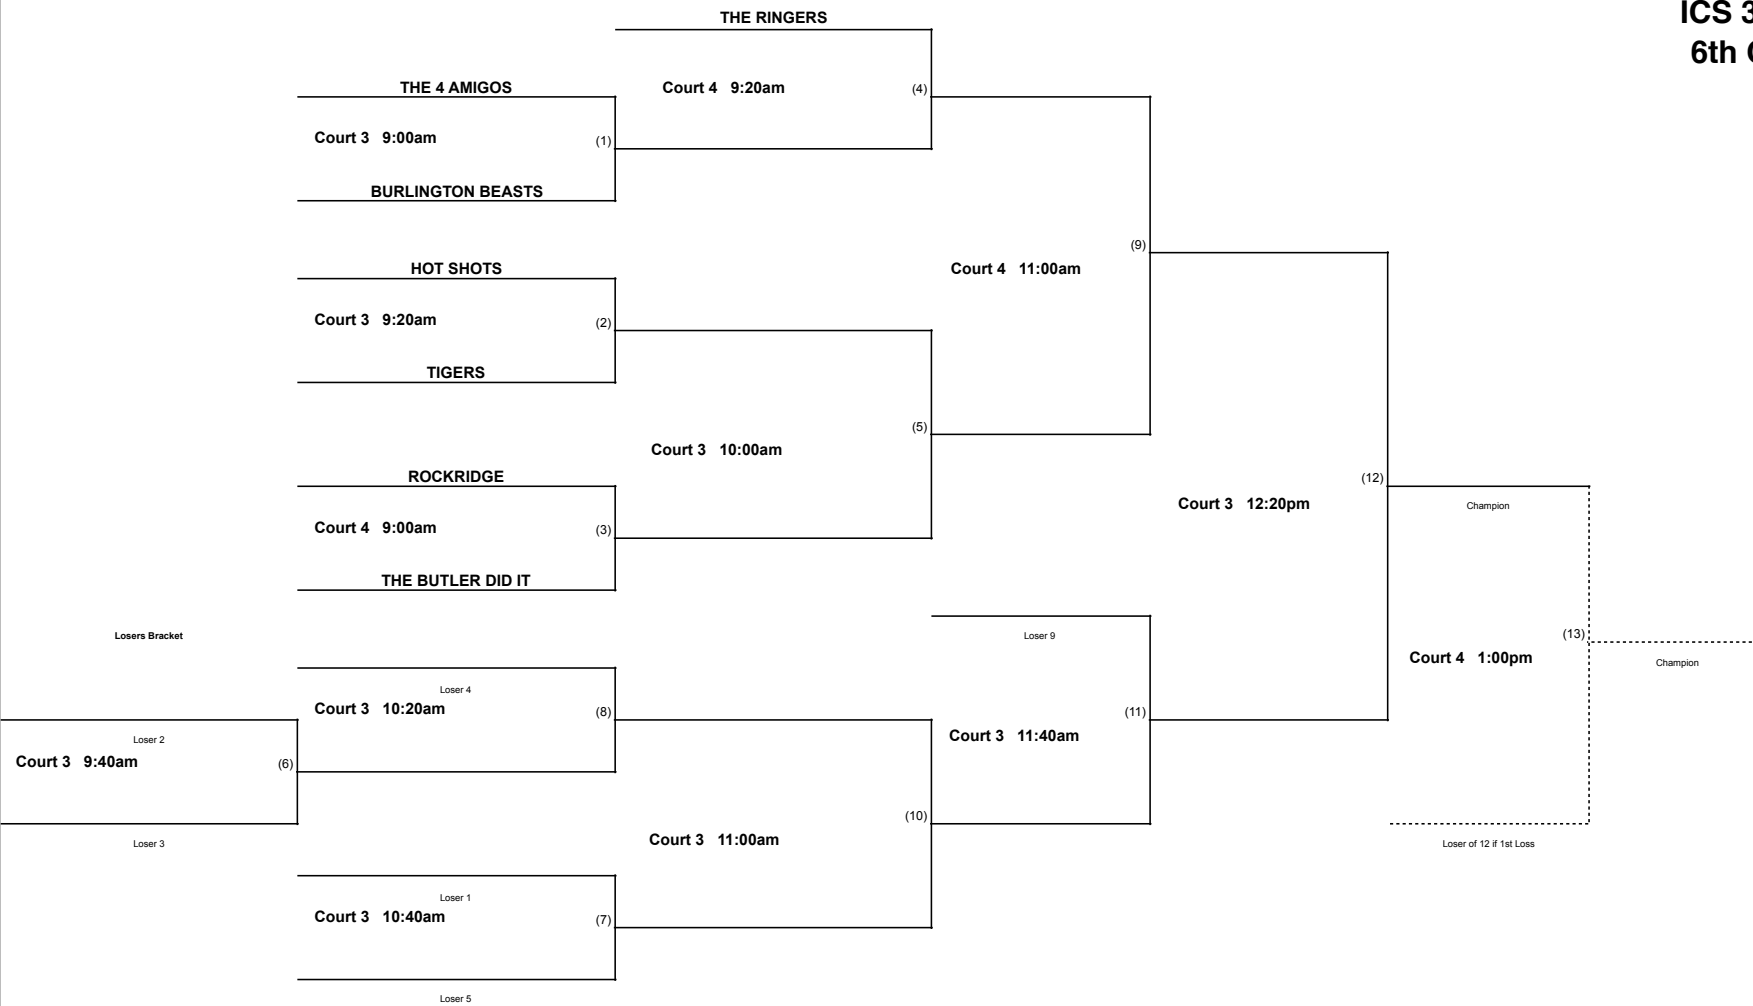 THE RINGERS
ICS 3
6th
THE 4 AMIGOS
Court 4 9:20am
(4)
Court 3 9:00am
(1)
BURLINGTON BEASTS
(9)
HOT SHOTS
Court 4 11:00am
Court 3 9:20am
(2)
TIGERS
(5)
Court 3 10:00am
ROCKRIDGE
(12)
Court 3 12:20pm
Champion
Court 4 9:00am
(3)
THE BUTLER DID IT
Losers Bracket
Loser 9
(13)
Court 4 1:00pm
Champion
Loser 4
Court 3 10:20am
(8)
(11)
Loser 2
Court 3 11:40am
Court 3 9:40am
(6)
(10)
Loser 3
Court 3 11:00am
Loser of 12 if 1st Loss
Loser 1
Court 3 10:40am
(7)
Loser 5